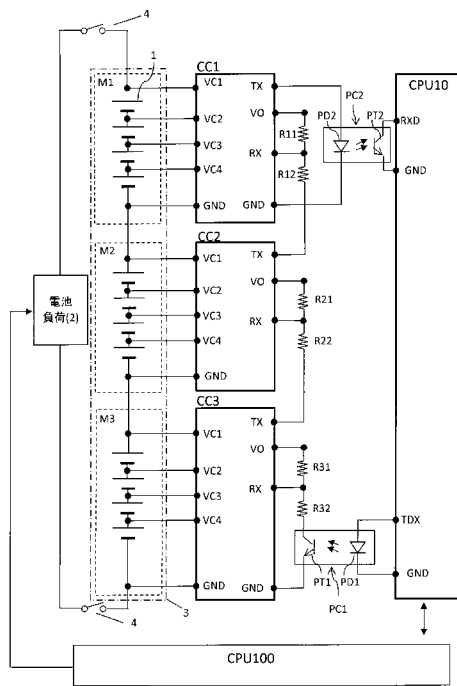 4
M1
1
CC1
VC1
VC2
VC3
VC4
GND
TX
VO
RX
GND
R11
R12
PC2
PD2
PT2
CPU10
RXD
GND
M2
CC2
VC1
VC2
VC3
VC4
GND
TX
VO
RX
R21
R22
電池
負荷(2)
M3
CC3
VC1
VC2
VC3
VC4
GND
TX
VO
RX
GND
R31
R32
PT1
PD1
PC1
TDX
GND
4
3
CPU100